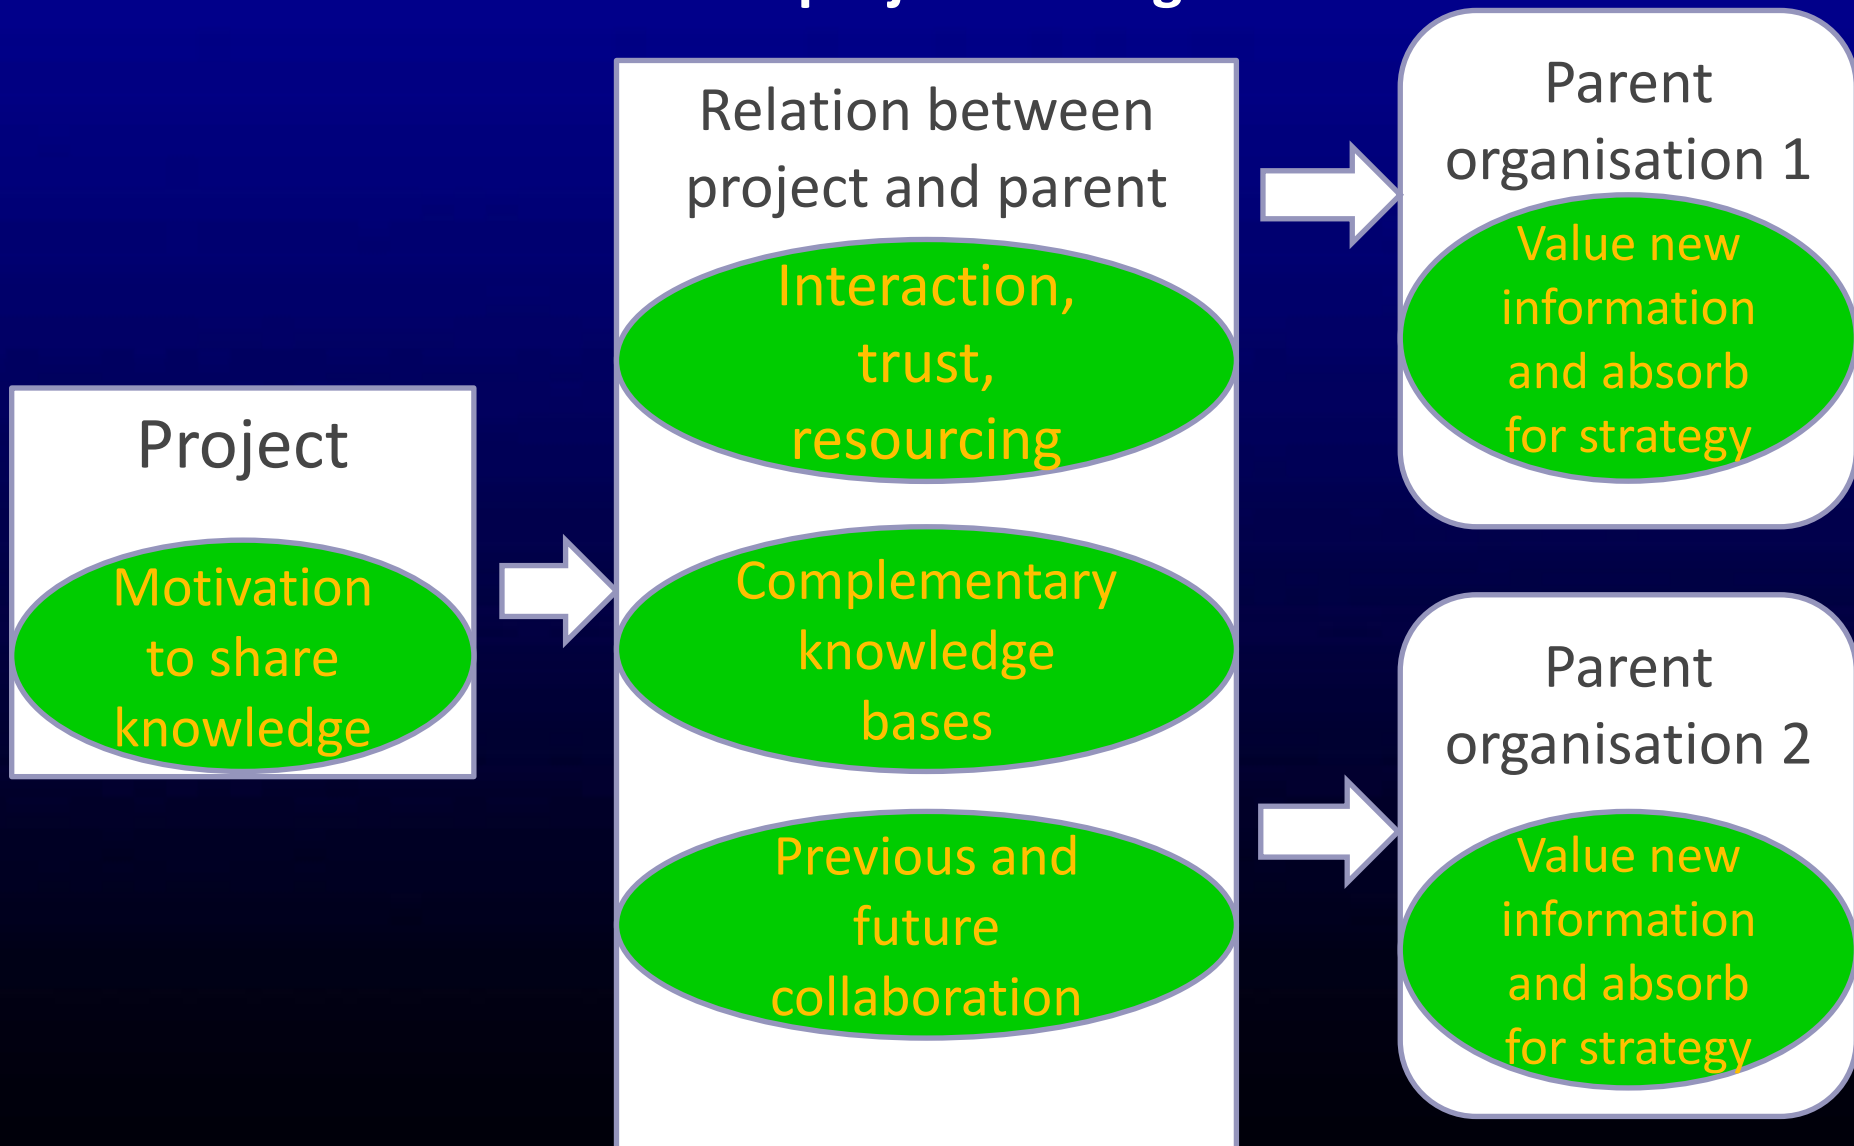 Project
Motivation
to share
knowledge
Relation between
project and parent
Interaction,
trust,
resourcing
Complementary
knowledge
bases
Previous and
future
collaboration
Parent
organisation 1
Value new
information
and absorb
for strategy
Parent
organisation 2
Value new
information
and absorb
for strategy